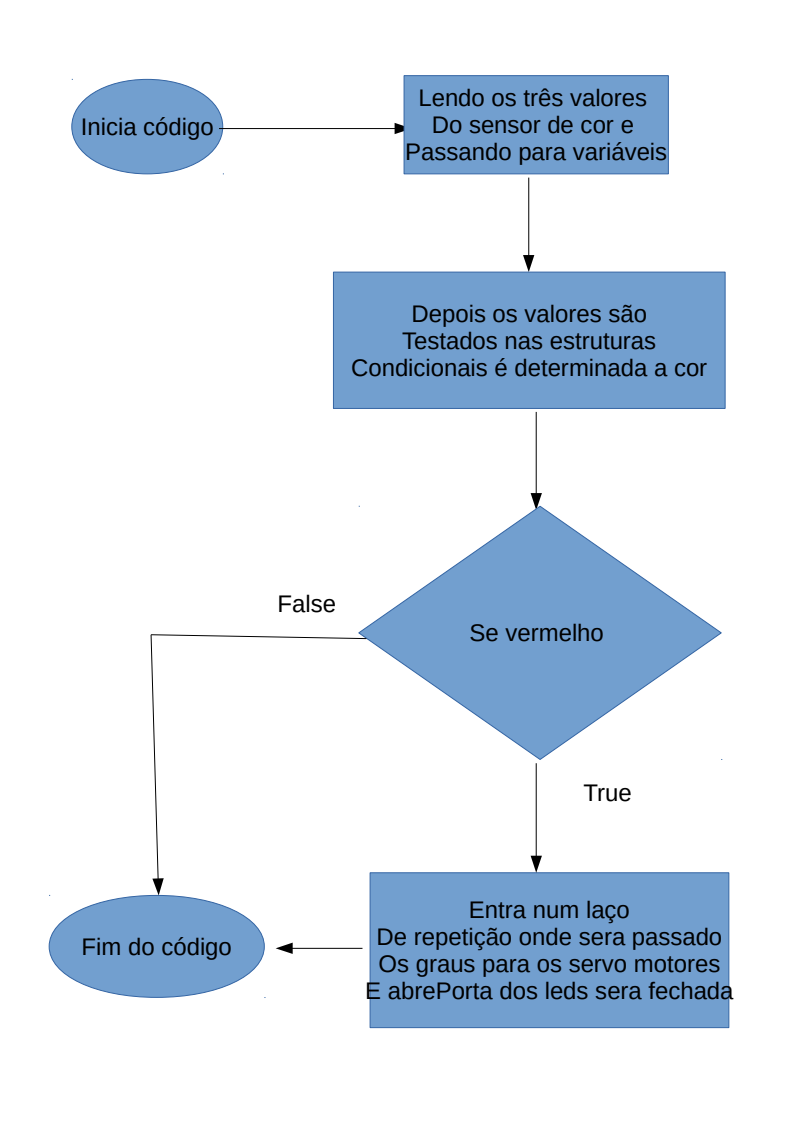 Inicia código
Lendo os três valores
Do sensor de cor e
Passando para variáveis
Depois os valores são
Testados nas estruturas
Condicionais é determinada a cor
False
Se vermelho
True
Entra num laço
De repetição onde sera passado
Os graus para os servo motores
E abrePorta dos leds sera fechada
Fim do código